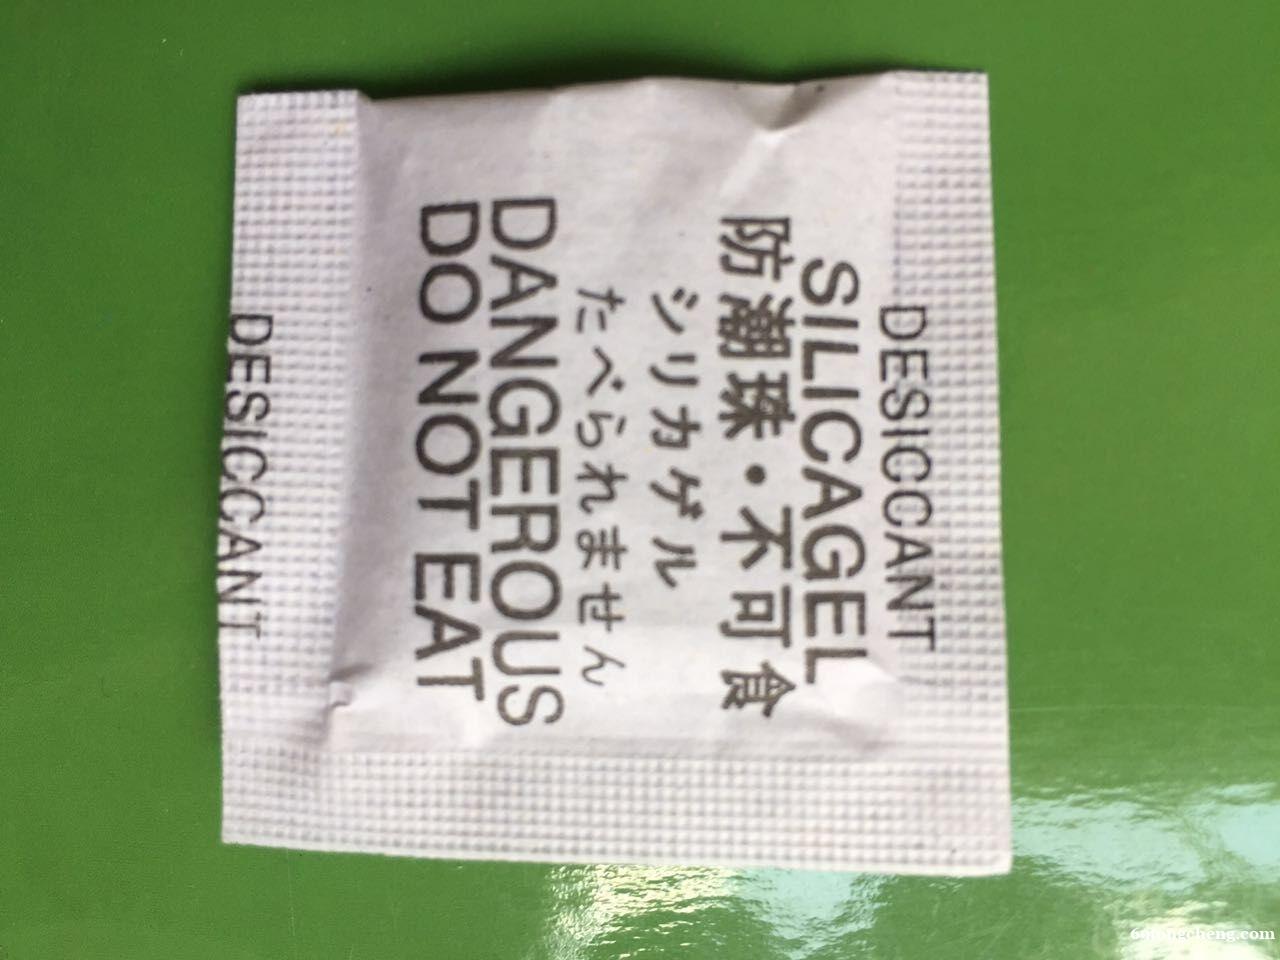 DESICCANT
SILICAGEL
防潮珠・不可食
シリカゲル
たべられません
DANGEROUS
DO NOT EAT
DESICCANT